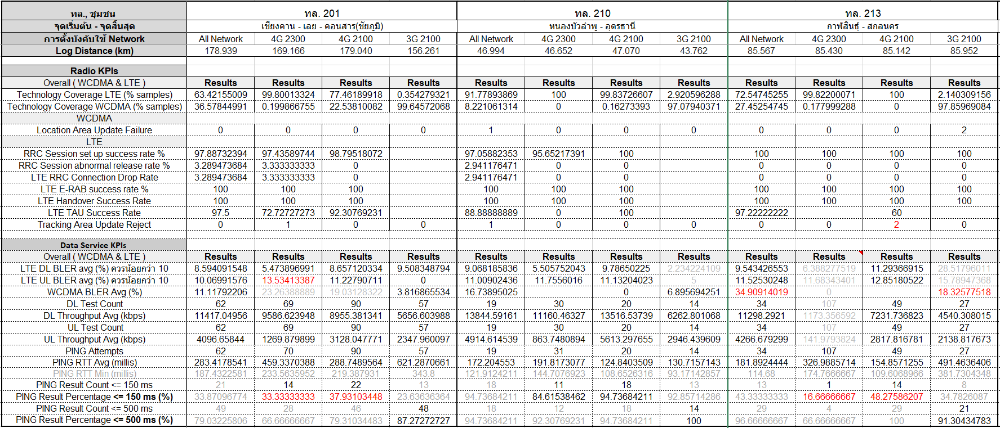 ทล., ชุมชน ทล. 201 ทล. 210 ทล. 213
จุดเริ่มต้น - จุดสิ้นสุด เชียงคาน - เลย - คอนสาร(ชัยภูมิ) หนองบัวลำพู - อุดรธานี กาฬสินธุ์ - สกลนคร
การตั้งบังคับใช้ Network All Network 4G 2300 4G 2100 3G 2100 All Network 4G 2300 4G 2100 3G 2100 All Network 4G 2300 4G 2100 3G 2100
Log Distance (km) 178.939 169.166 179.040 156.261 46.994 46.652 47.070 43.762 85.567 85.430 85.142 85.952
Radio KPIs
Overall ( WCDMA & LTE ) Results Results Results Results Results Results Results Results Results Results Results Results
Technology Coverage LTE (% samples) 63.42155009 99.80013324 77.46189918 0.354279321 91.77893869 100 99.83726607 2.920596288 72.54745255 99.82200071 100 2.140309156
Technology Coverage WCDMA (% samples) 36.57844991 0.199866755 22.53810082 99.64572068 8.221061314 0 0.16273393 97.07940371 27.45254745 0.177999288 0 97.85969084
WCDMA
Location Area Update Failure 0 0 0 0 1 0 0 0 0 0 0 2
LTE
RRC Session set up success rate % 97.88732394 97.43589744 98.79518072 97.05882353 95.65217391 100 100 100 100 100
RRC Session abnormal release rate % 3.289473684 3.333333333 0 2.941176471 0 0 0 0 0 0
LTE RRC Connection Drop Rate 3.289473684 3.333333333 0 2.941176471 0 0 0 0 0 0
LTE E-RAB success rate % 100 100 100 100 100 100 100 100 100 100
LTE Handover Success Rate 100 100 100 100 100 100 100 100 100 100
LTE TAU Success Rate 97.5 72.72727273 92.30769231 88.88888889 0 100 97.22222222 60
Tracking Area Update Reject 0 1 0 0 1 0 0 0 0 0 2 0
Data Service KPIs
Overall ( WCDMA & LTE ) Results Results Results Results Results Results Results Results Results Results Results Results
LTE DL BLER avg (%) ควรน้อยกว่า 10 8.594091548 5.473896991 8.657120334 9.508348794 9.068185836 5.505752043 9.78650225 2.234224109 9.543426553 6.388277519 11.29366915 28.51796011
LTE UL BLER avg (%) ควรน้อยกว่า 10 10.06991576 13.53413387 11.22790711 0 11.00902436 11.7556016 11.13204023 5 11.52530248 11.68343401 12.85180522 15.78947368
WCDMA BLER Avg (%) 11.11792206 23.26388889 19.03128322 3.816865534 16.73895025 0 6.895694251 34.90914019 0 18.32577518
DL Test Count 62 69 90 57 19 30 20 14 34 107 49 27
DL Throughput Avg (kbps) 11417.04956 9586.623948 8955.381341 5656.603988 13844.59161 11160.46327 13516.53739 6262.801068 11298.2921 1173.356592 7231.736823 4540.308015
UL Test Count 62 69 90 57 19 30 20 14 34 107 49 27
UL Throughput Avg (kbps) 4096.65844 1269.879899 3128.047771 2347.960097 4914.614539 863.7480894 5613.297655 2946.439609 4266.679299 141.9793824 2817.816781 2138.817673
PING Attempts 62 70 90 57 19 31 20 14 34 107 49 27
PING RTT Avg (millis) 283.4178541 459.3370388 288.7489564 621.2870661 172.204553 191.8173077 124.8403509 130.7157143 181.8924444 326.9885714 154.8571255 491.4636406
PING RTT Min (millis) 187.4322581 233.5635952 219.387931 343.8 121.9124211 144.7076923 108.6526316 93.17142857 114.68 174.7666667 109.6068966 381.7304348
PING Result Count <= 150 ms 21 14 22 13 18 11 18 13 13 1 14 8
PING Result Percentage <= 150 ms (%) 33.87096774 33.33333333 37.93103448 23.63636364 94.73684211 84.61538462 94.73684211 92.85714286 43.33333333 16.66666667 48.27586207 34.7826087
PING Result Count <= 500 ms 49 28 46 48 18 12 18 14 29 4 29 21
PING Result Percentage <= 500 ms (%) 79.03225806 66.66666667 79.31034483 87.27272727 94.73684211 92.30769231 94.73684211 100 96.66666667 66.66666667 100 91.30434783